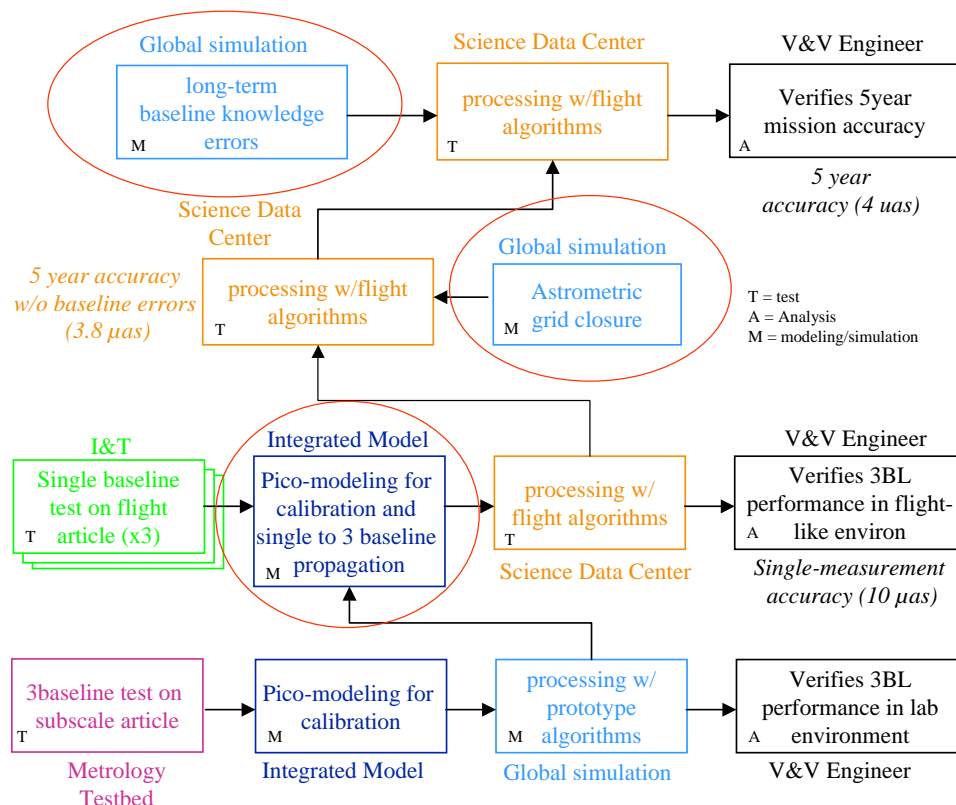 Global simulation
long-term
baseline knowledge
errors
M
Science Data Center
processing w/flight
algorithms
T
V&V Engineer
Verifies 5year
mission accuracy
A
5 year
accuracy (4 uas)
Science Data
Center
5 year accuracy
w/o baseline errors
(3.8 µas)
processing w/flight
algorithms
T
Global simulation
Astrometric
grid closure
M
T = test
A = Analysis
M = modeling/simulation
I&T
Single baseline
test on flight
article (x3)
T
Integrated Model
Pico-modeling for
calibration and
single to 3 baseline
propagation
M
processing w/
flight algorithms
T
Science Data Center
V&V Engineer
Verifies 3BL
performance in flight-
like environ
A
Single-measurement
accuracy (10 µas)
3baseline test on
subscale article
T
Metrology
Testbed
Pico-modeling for
calibration
M
Integrated Model
processing w/
prototype
algorithms
M
Global simulation
Verifies 3BL
performance in lab
environment
A
V&V Engineer